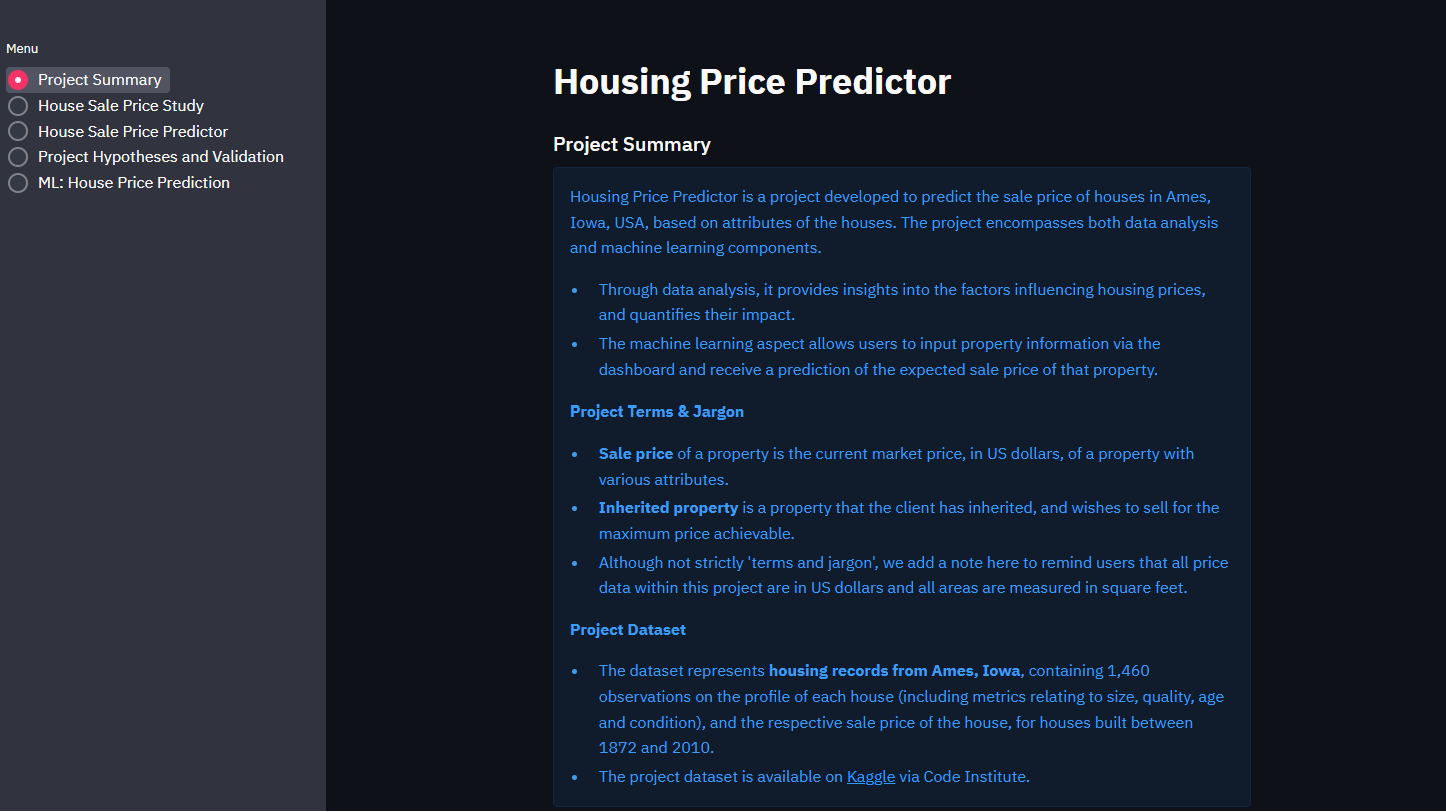 Menu
Project Summary
House Sale Price Study
House Sale Price Predictor
Project Hypotheses and Validation
ML: House Price Prediction
Housing Price Predictor
Project Summary
Housing Price Predictor is a project developed to predict the sale price of houses in Ames,
Iowa, USA, based on attributes of the houses. The project encompasses both data analysis
and machine learning components.
• Through data analysis, it provides insights into the factors influencing housing prices,
and quantifies their impact.
• The machine learning aspect allows users to input property information via the
dashboard and receive a prediction of the expected sale price of that property.
Project Terms & Jargon
• Sale price of a property is the current market price, in US dollars, of a property with
various attributes.
• Inherited property is a property that the client has inherited, and wishes to sell for the
maximum price achievable.
• Although not strictly 'terms and jargon', we add a note here to remind users that all price
data within this project are in US dollars and all areas are measured in square feet.
Project Dataset
• The dataset represents housing records from Ames, Iowa, containing 1,460
observations on the profile of each house (including metrics relating to size, quality, age
and condition), and the respective sale price of the house, for houses built between
1872 and 2010.
• The project dataset is available on Kaggle via Code Institute.